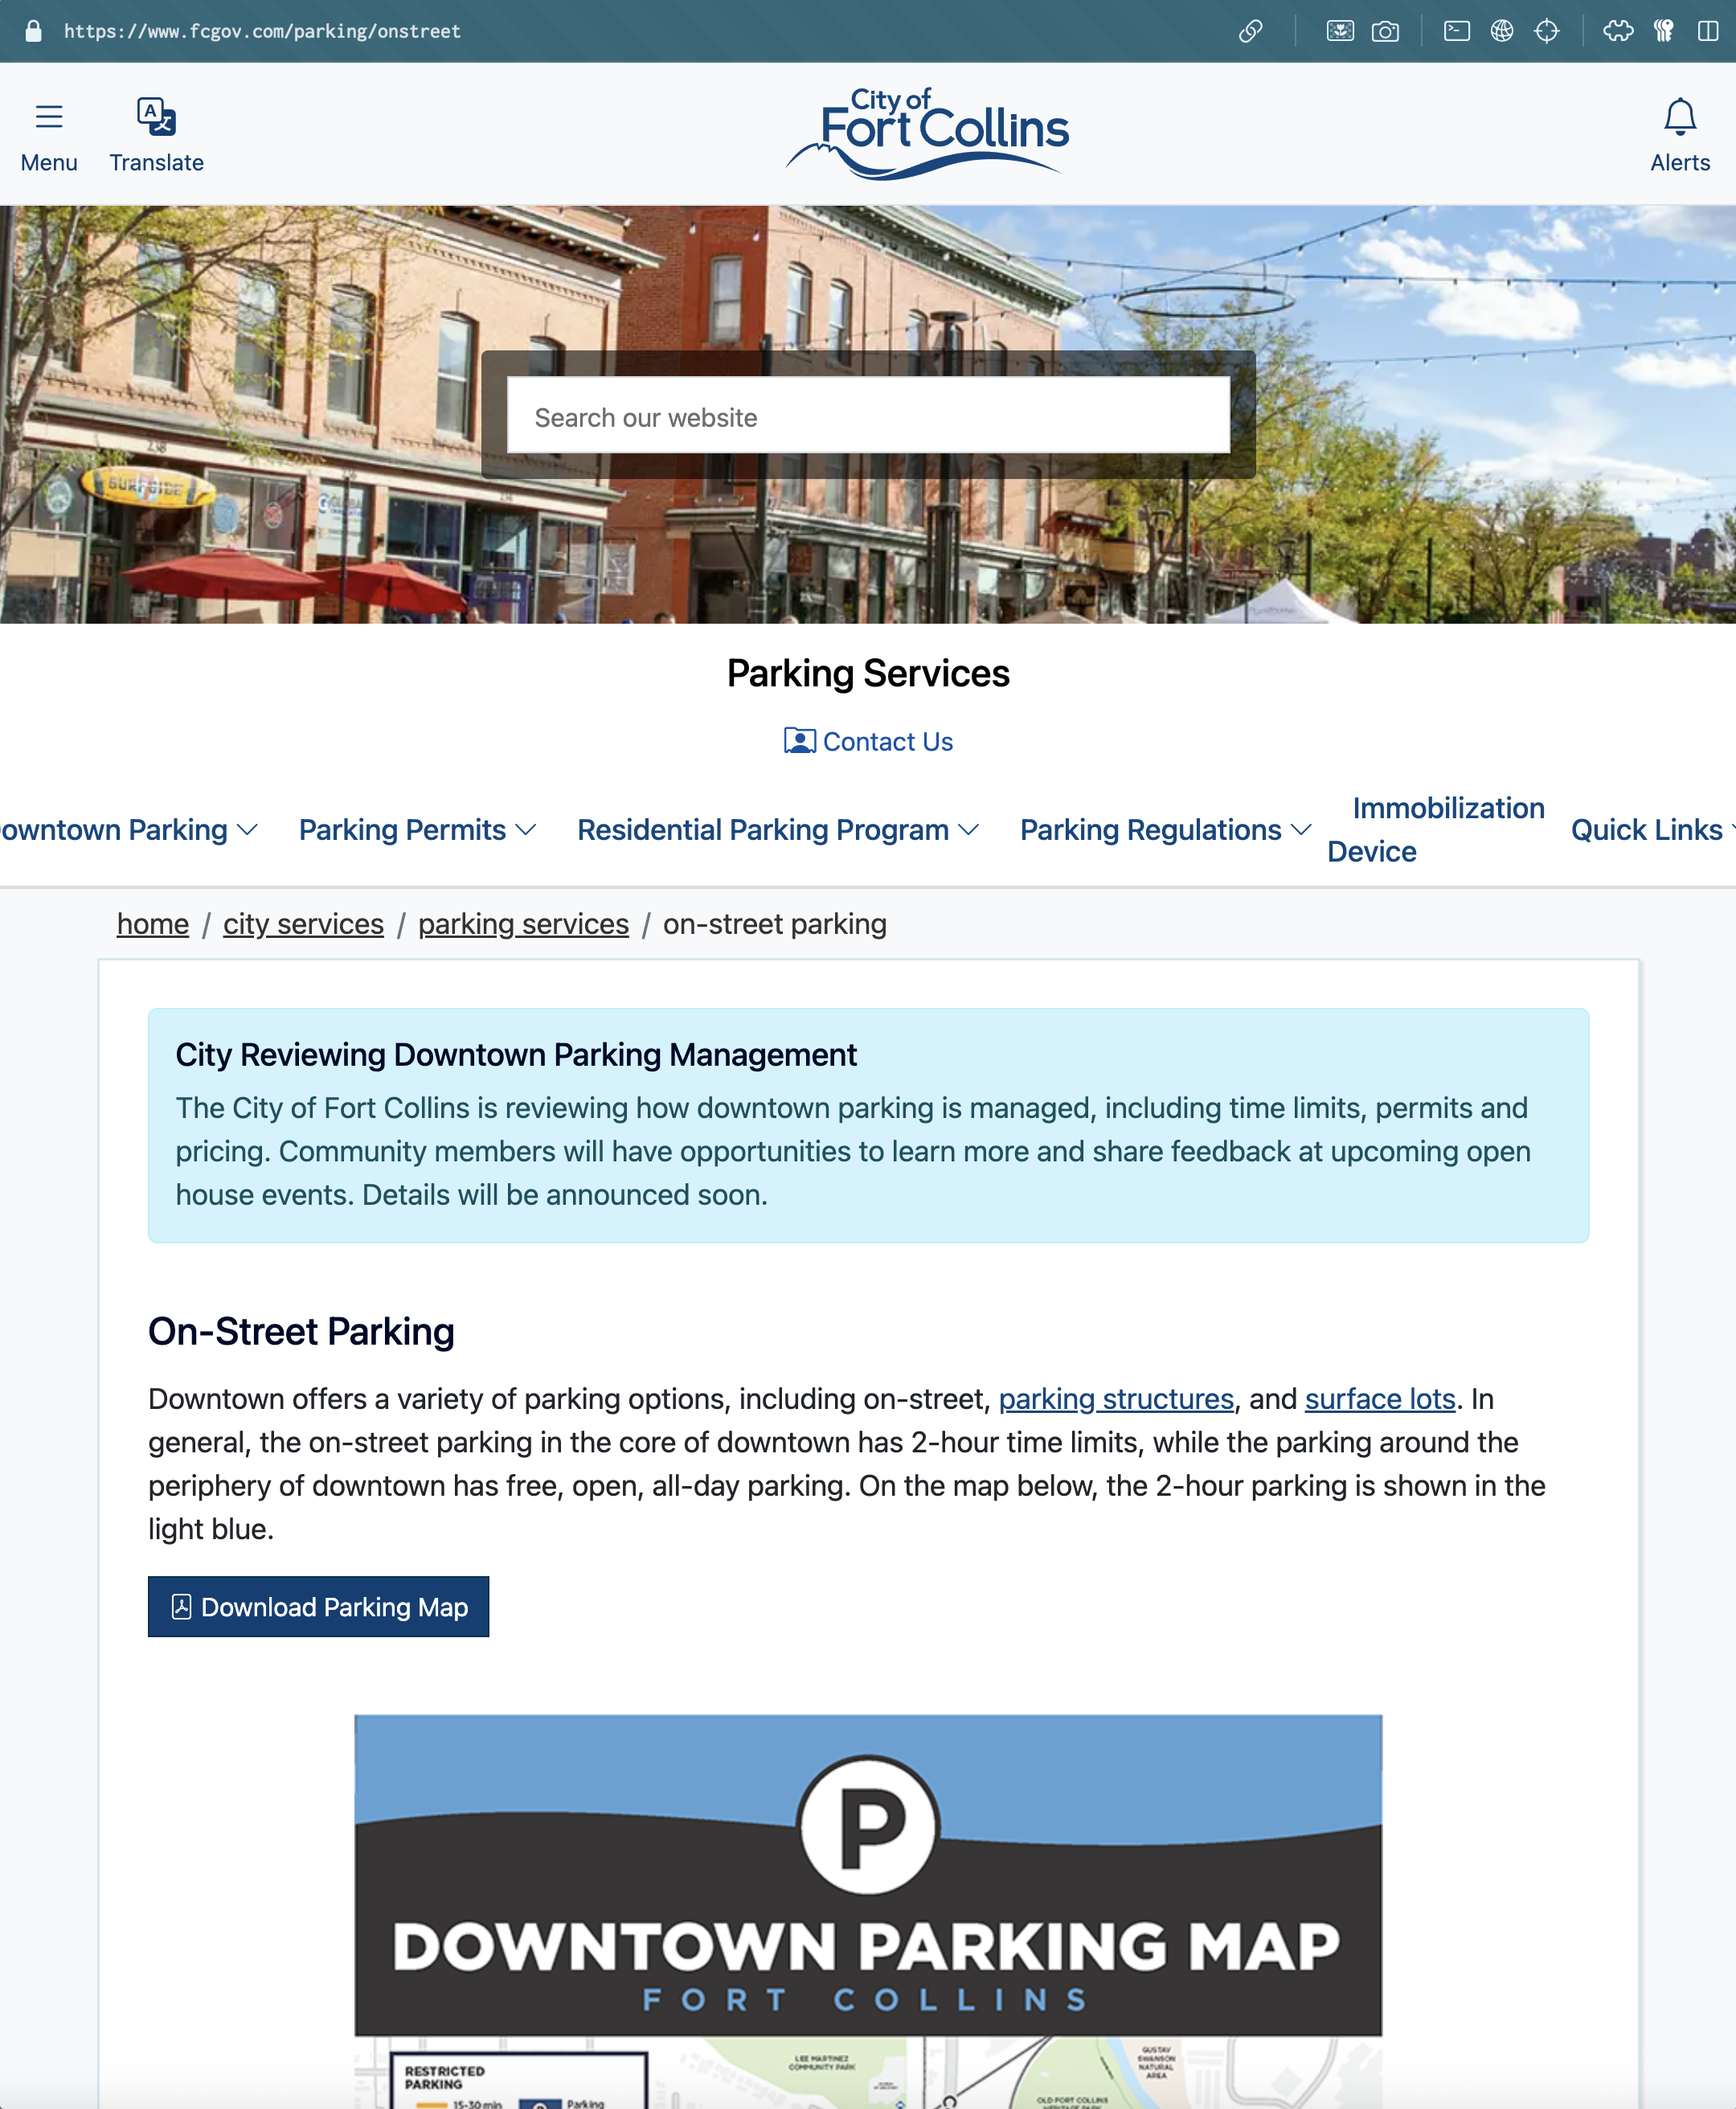 https://www.fcgov.com/parking/onstreet
Menu
Translate
City of
Fort Collins
Alerts
SURFSIDE
Search our website
Parking Services
Contact Us
owntown Parking
Parking Permits
Residential Parking Program
Parking Regulations
Immobilization
Device
Quick Links
home / city services / parking services / on-street parking
City Reviewing Downtown Parking Management
The City of Fort Collins is reviewing how downtown parking is managed, including time limits, permits and
pricing. Community members will have opportunities to learn more and share feedback at upcoming open
house events. Details will be announced soon.
On-Street Parking
Downtown offers a variety of parking options, including on-street, parking structures, and surface lots. In
general, the on-street parking in the core of downtown has 2-hour time limits, while the parking around the
periphery of downtown has free, open, all-day parking. On the map below, the 2-hour parking is shown in the
light blue.
Download Parking Map
P
DOWNTOWN PARKING MAP
FORT COLLINS
RESTRICTED
PARKING
15-30 min
Parking
LEE MARTINEZ
COMMUNITY PARK
GUSTAV
SWANSON
NATURAL
AREA
OLD FORT COLLINS
HERITAGE PARK